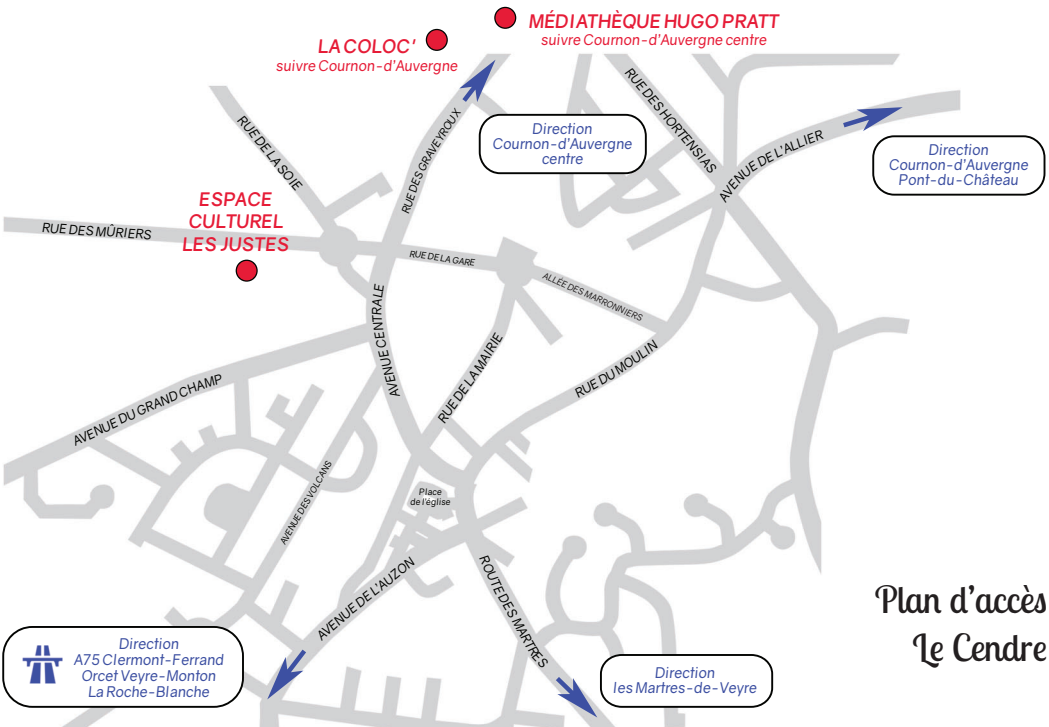 MÉDIATHÈQUE HUGO PRATT
suivre Cournon-d'Auvergne centre
LA COLOC'
suivre Cournon-d'Auvergne
RUE DES HORTENSIAS
RUE DE LA SOIE
RUE DES GRAVEYROUX
Direction
Cournon-d'Auvergne
centre
AVENUE DE L'ALLIER
Direction
Cournon-d'Auvergne
Pont-du-Château
ESPACE
CULTUREL
LES JUSTES
RUE DES MÛRIERS
RUE DE LA GARE
ALLÉE DES MARRONNIERS
AVENUE CENTRALE
RUE DE LA MAIRIE
RUE DU MOULIN
AVENUE DU GRAND CHAMP
AVENUE DES VOLCANS
Place
de l'église
AVENUE DE L'AUZON
ROUTE DES MARTRES
Plan d'accès
Le Cendre
Direction
A75 Clermont-Ferrand
Orcet Veyre-Monton
La Roche-Blanche
Direction
les Martres-de-Veyre